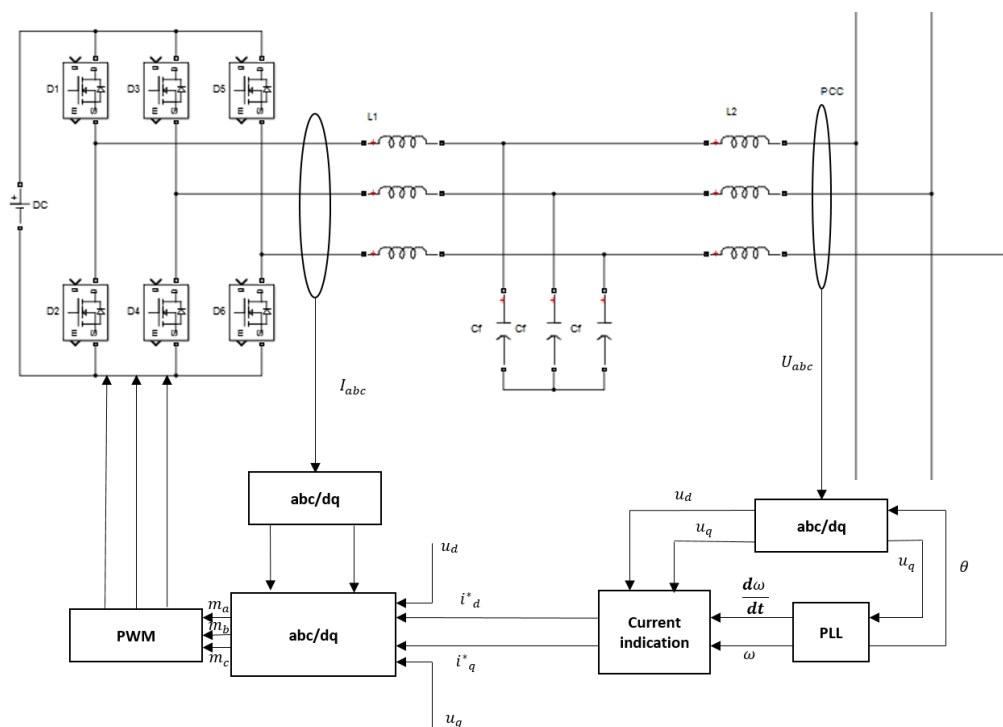 D1
D3
D5
L1
L2
PCC
DC
D2
D4
D6
Cf
Cf
Cf
I_abc
U_abc
abc/dq
abc/dq
u_d
u_q
u_q
θ
u_d
i*_d
i*_q
u_q
dω
dt
ω
m_a
m_b
m_c
PWM
abc/dq
Current
indication
PLL